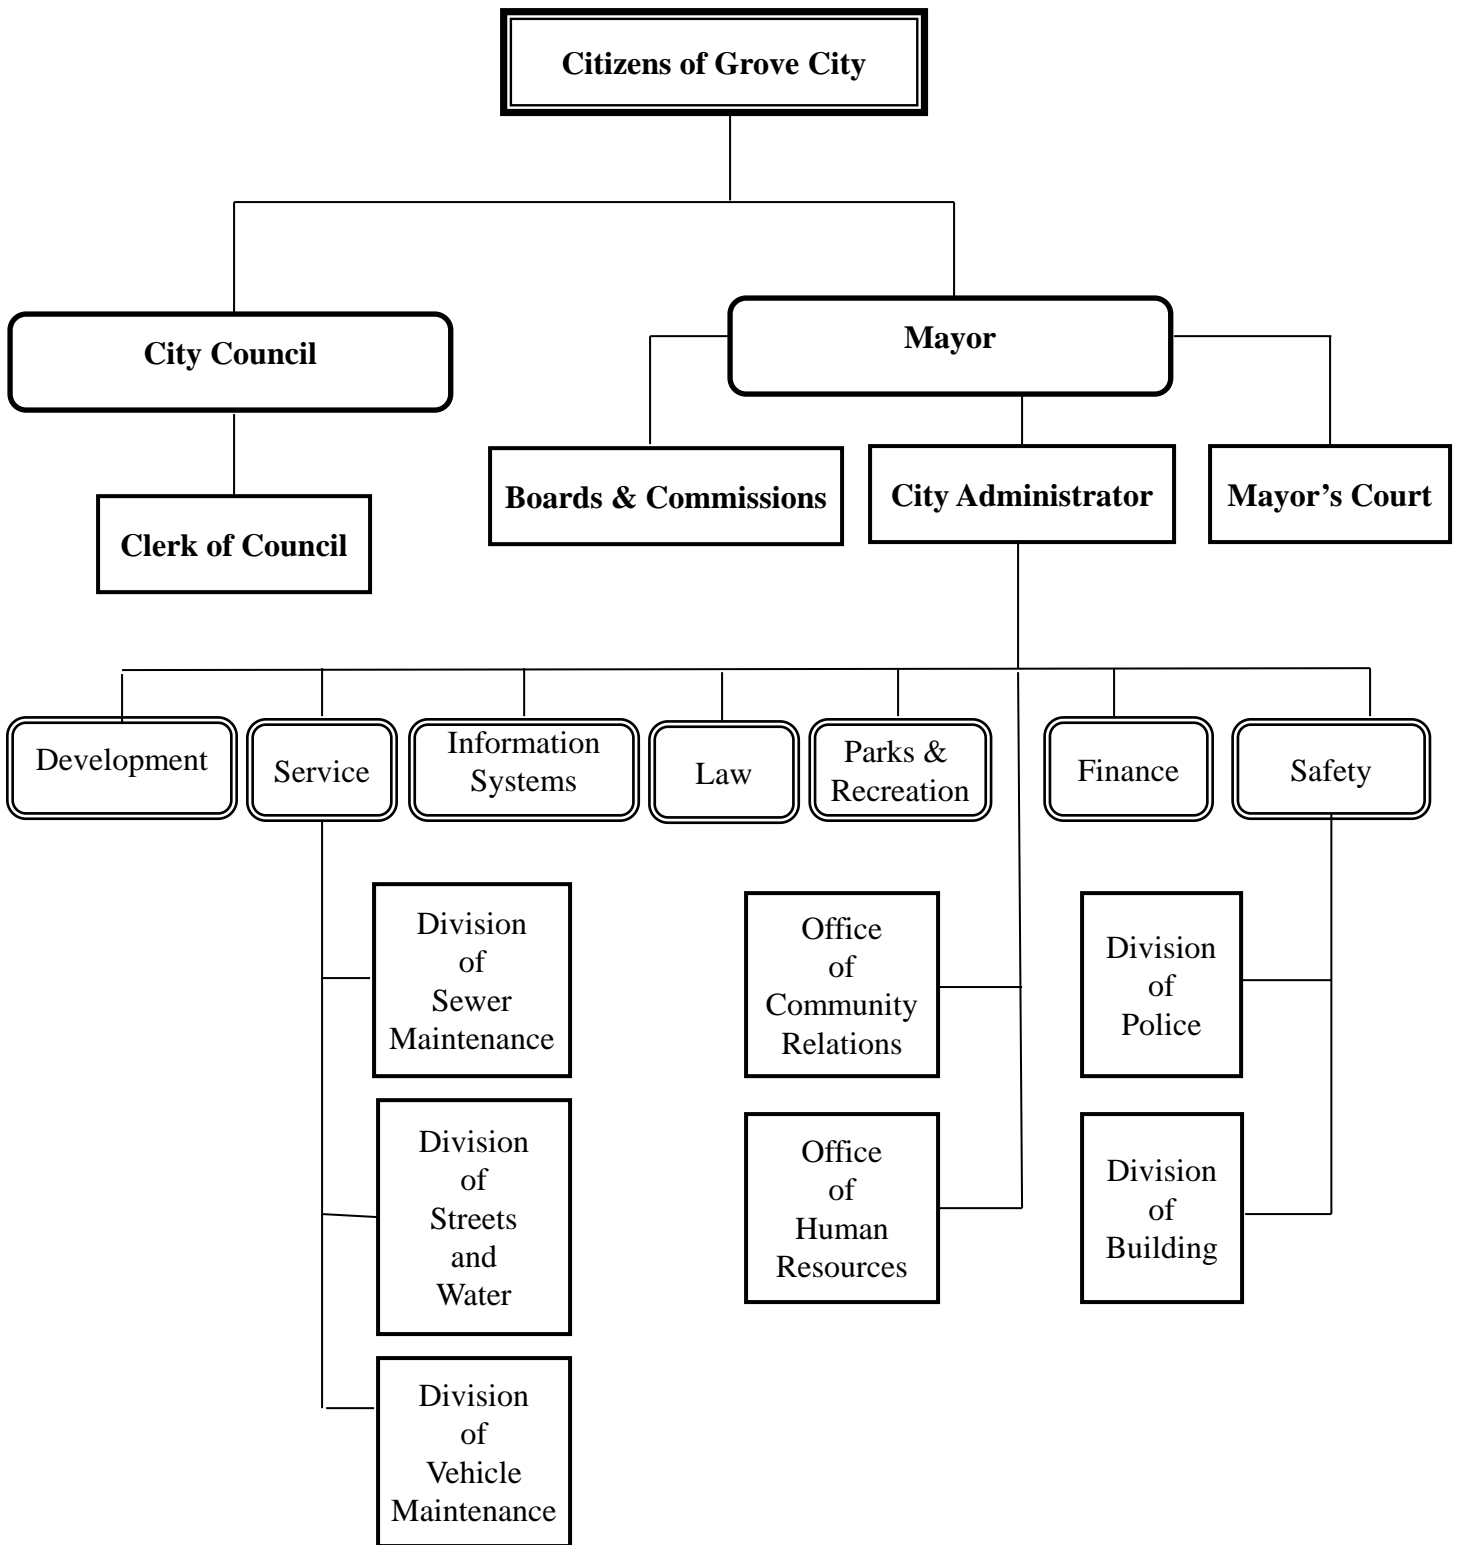 Citizens of Grove City
City Council
Mayor
Boards & Commissions
City Administrator
Mayor’s Court
Clerk of Council
Development
Service
Information
Systems
Law
Parks &
Recreation
Finance
Safety
Division
of
Sewer
Maintenance
Division
of
Streets
and
Water
Division
of
Vehicle
Maintenance
Office
of
Community
Relations
Office
of
Human
Resources
Division
of
Police
Division
of
Building